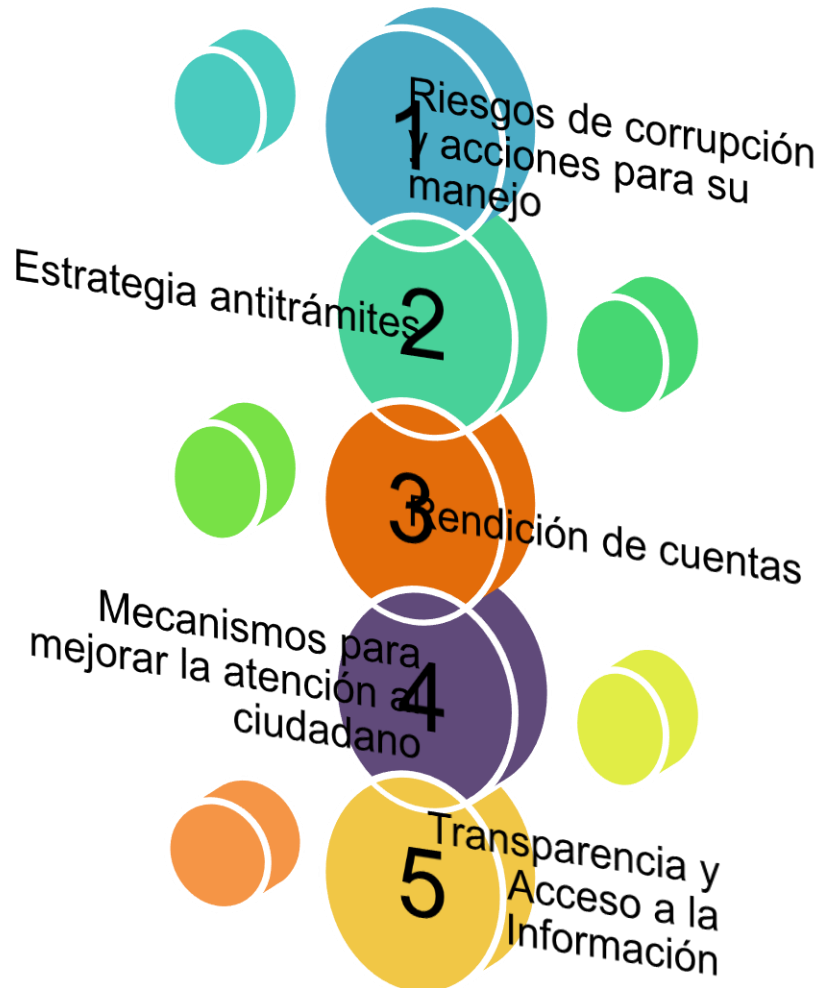 1
Riesgos de corrupción
y acciones para su
manejo
2
Estrategia antitrámites
3
Rendición de cuentas
4
Mecanismos para
mejorar la atención al
ciudadano
5
Transparencia y
Acceso a la
Información